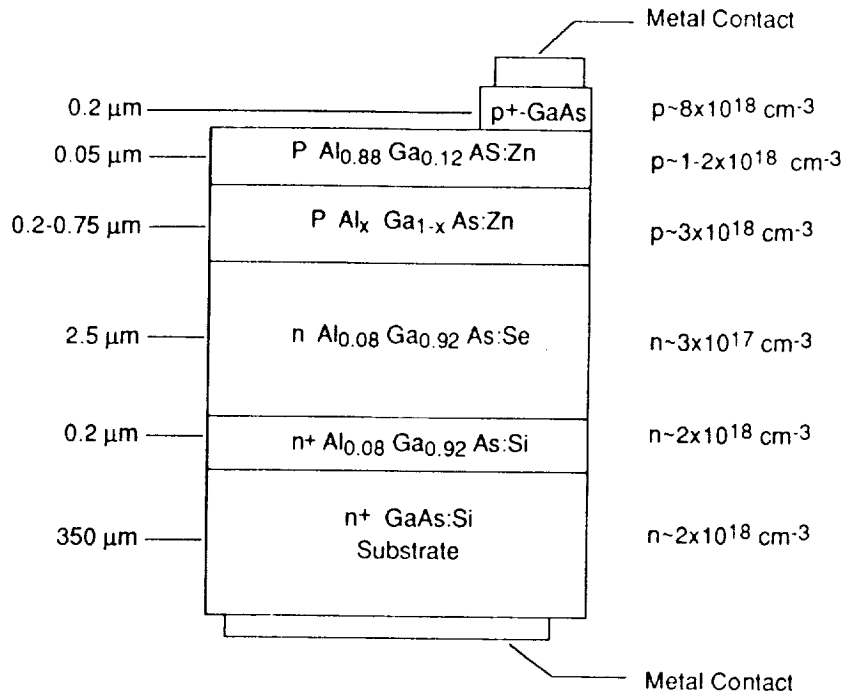 Metal Contact
0.2 μm p⁺-GaAs p~8x10¹⁸ cm⁻³
0.05 μm P Al₀.₈₈ Ga₀.₁₂ AS:Zn p~1-2x10¹⁸ cm⁻³
0.2-0.75 μm P Alₓ Ga₁₋ₓ As:Zn p~3x10¹⁸ cm⁻³
2.5 μm n Al₀.₀₈ Ga₀.₉₂ As:Se n~3x10¹⁷ cm⁻³
0.2 μm n+ Al₀.₀₈ Ga₀.₉₂ As:Si n~2x10¹⁸ cm⁻³
350 μm n⁺ GaAs:Si n~2x10¹⁸ cm⁻³
Substrate
Metal Contact